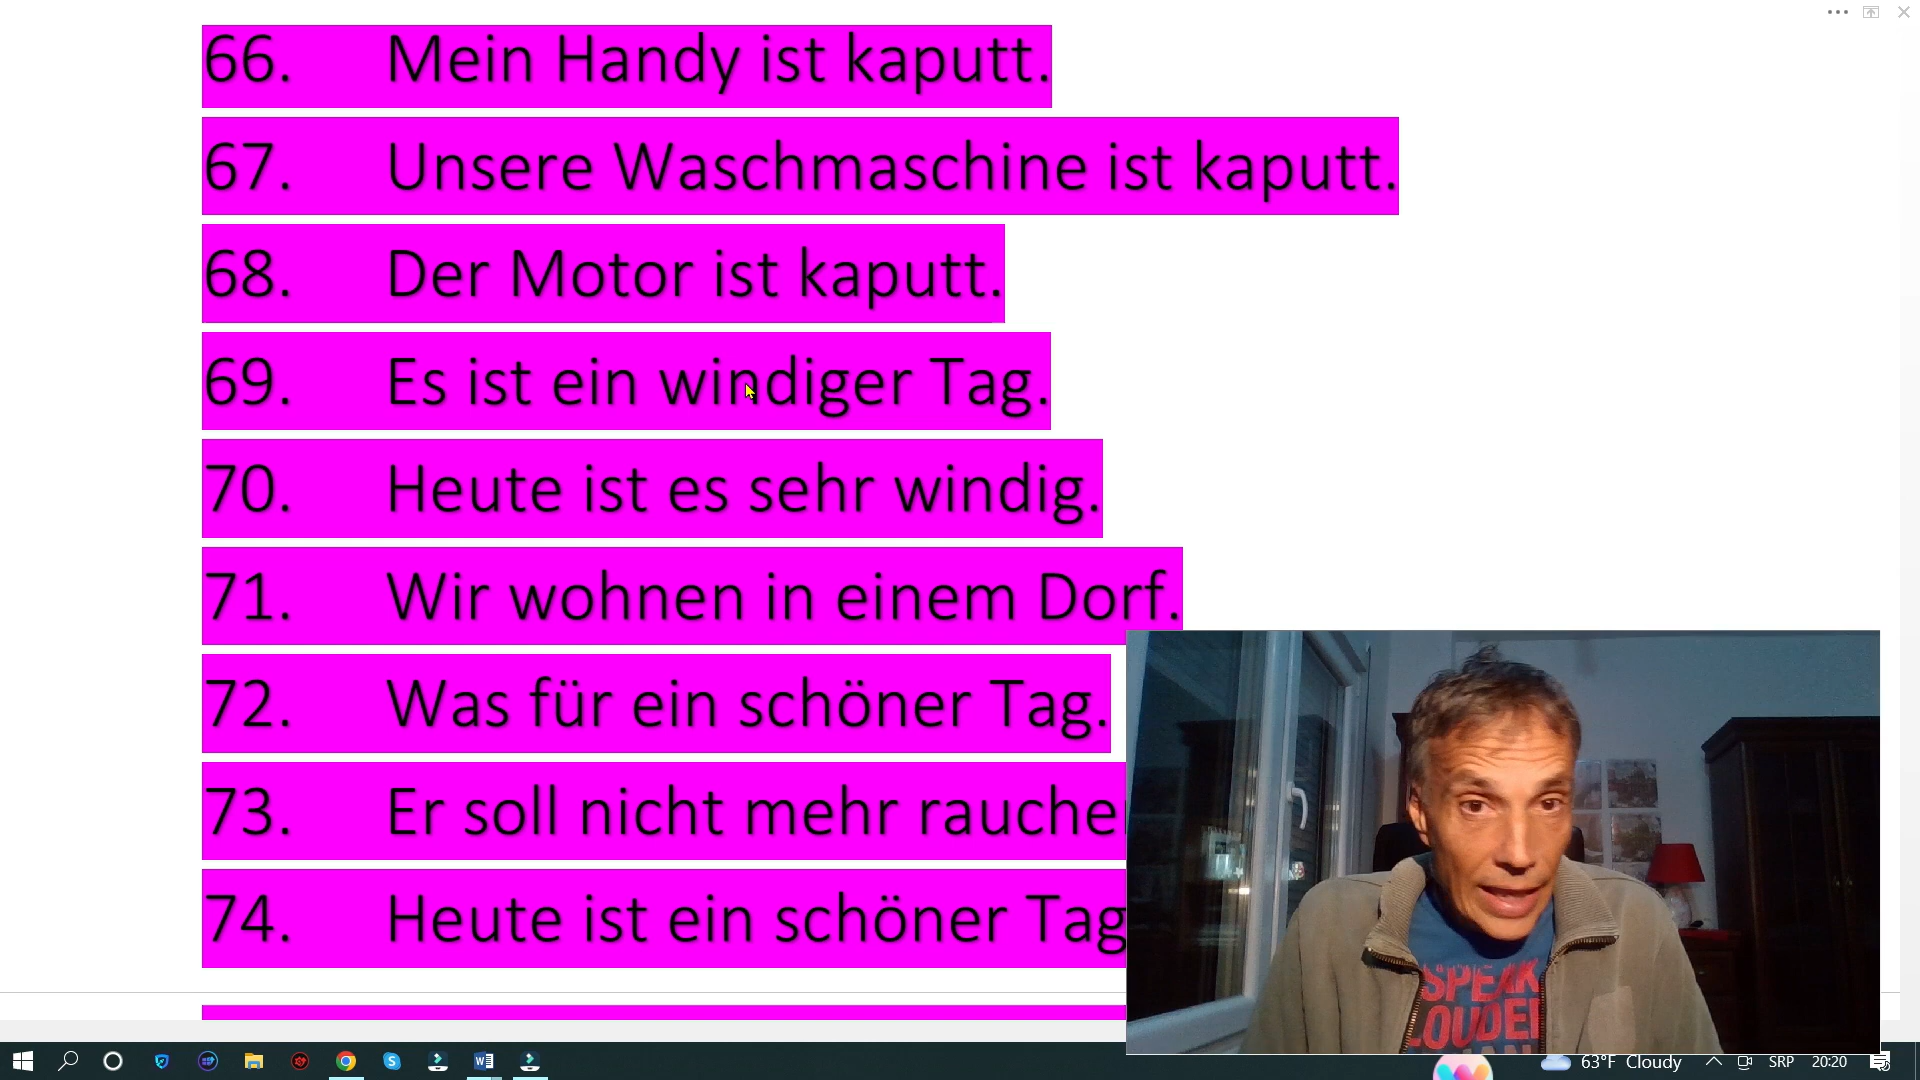 66. Mein Handy ist kaputt.
67. Unsere Waschmaschine ist kaputt.
68. Der Motor ist kaputt.
69. Es ist ein windiger Tag.
70. Heute ist es sehr windig.
71. Wir wohnen in einem Dorf.
72. Was für ein schöner Tag.
73. Er soll nicht mehr
74. Heute ist ein schöner Tag
63°F Cloudy
SRP
20:20